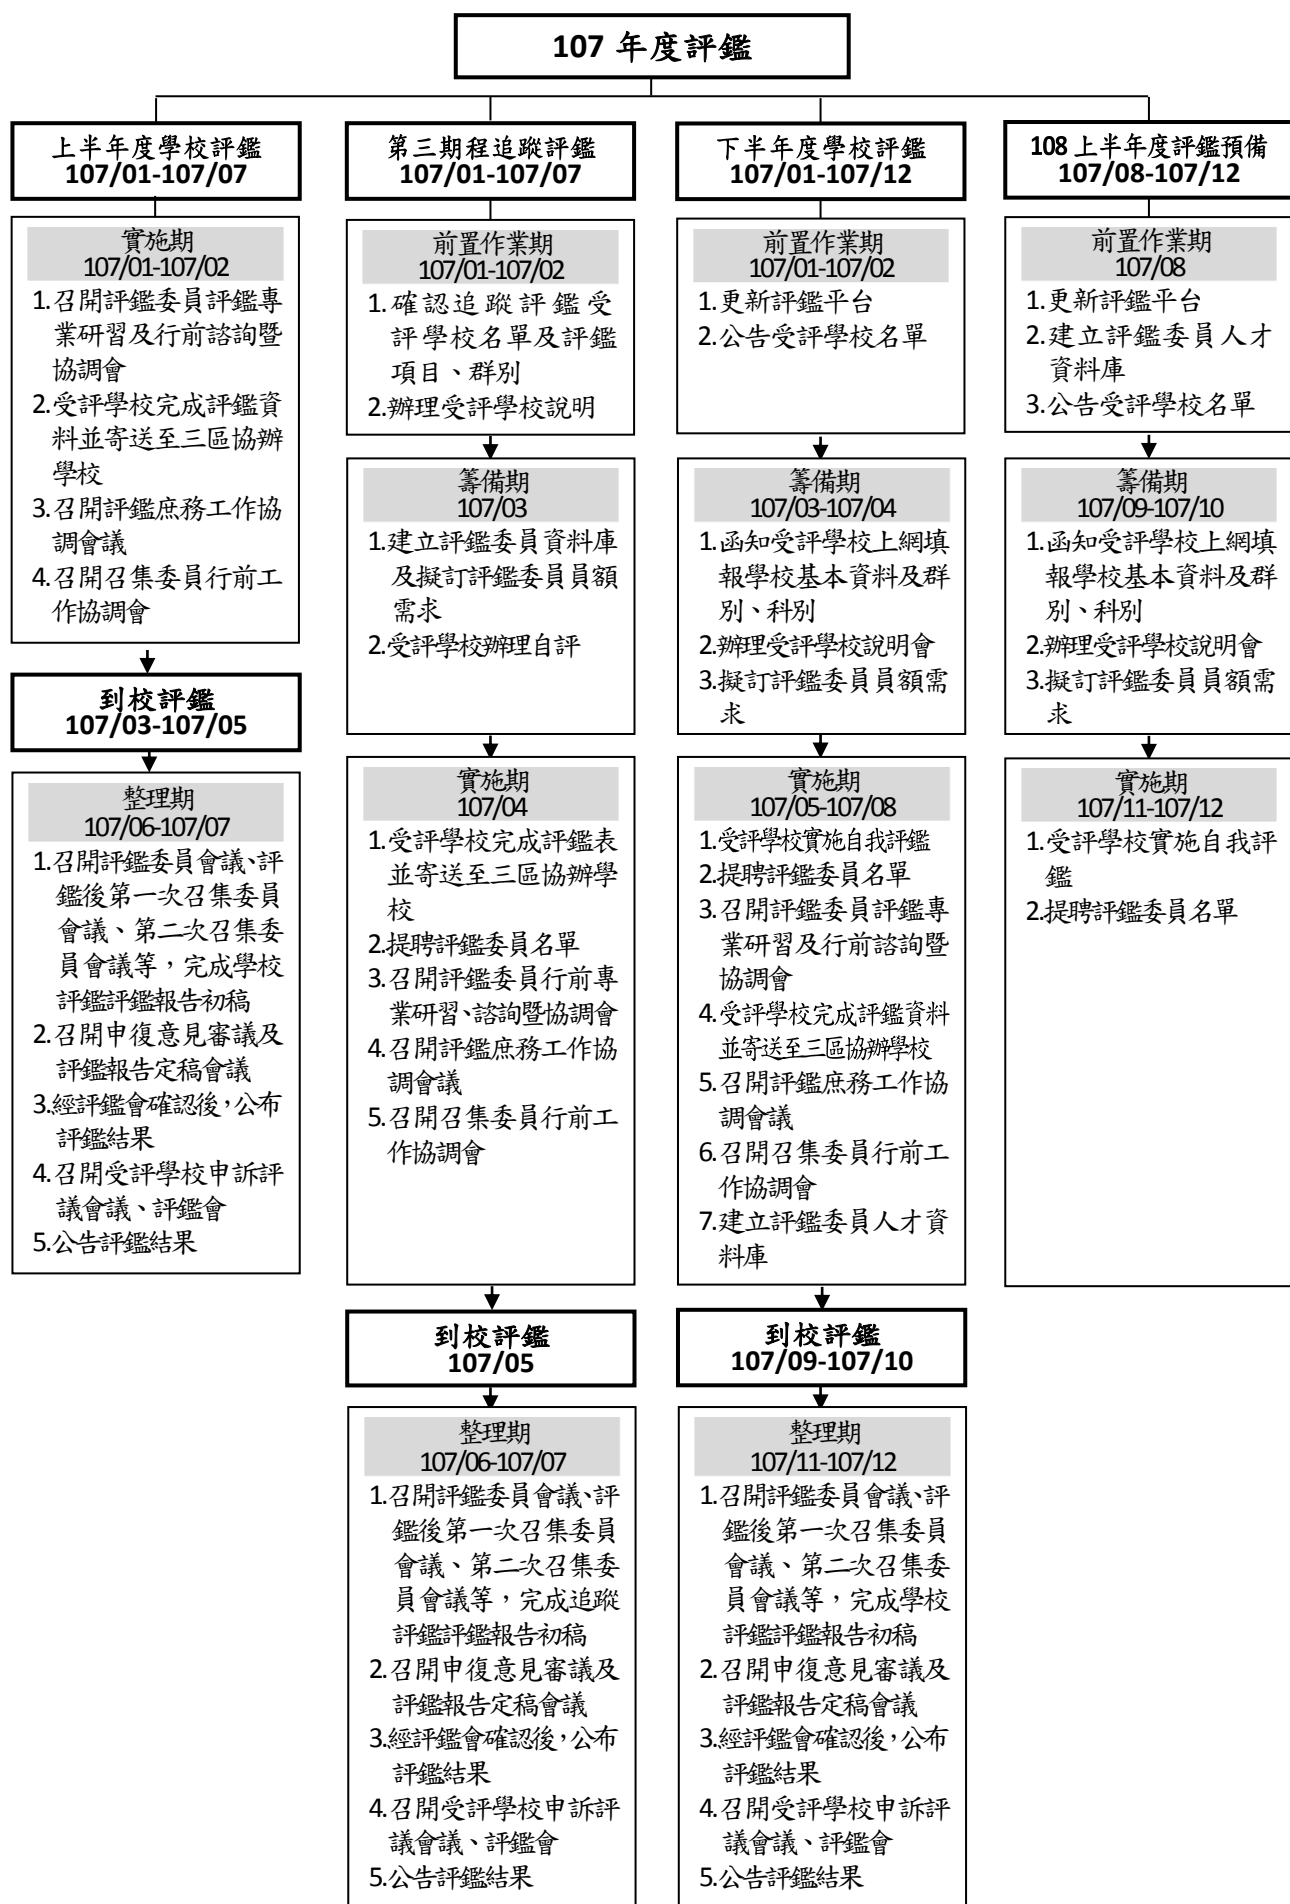 107 年度評鑑
上半年度學校評鑑
107/01-107/07
實施期
107/01-107/02
1.召開評鑑委員評鑑專
業研習及行前諮詢暨
協調會
2.受評學校完成評鑑資
料並寄送至三區協辦
學校
3.召開評鑑庶務工作協
調會議
4.召開召集委員行前工
作協調會
到校評鑑
107/03-107/05
整理期
107/06-107/07
1.召開評鑑委員會議、評
鑑後第一次召集委員
會議、第二次召集委
員會議等，完成學校
評鑑評鑑報告初稿
2.召開申復意見審議及
評鑑報告定稿會議
3.經評鑑會確認後，公布
評鑑結果
4.召開受評學校申訴評
議會議、評鑑會
5.公告評鑑結果
第三期程追蹤評鑑
107/01-107/07
前置作業期
107/01-107/02
1.確認追蹤評鑑受
評學校名單及評鑑
項目、群別
2.辦理受評學校說明
籌備期
107/03
1.建立評鑑委員資料庫
及擬訂評鑑委員員額
需求
2.受評學校辦理自評
實施期
107/04
1.受評學校完成評鑑表
並寄送至三區協辦學
校
2.提聘評鑑委員名單
3.召開評鑑委員行前專
業研習、諮詢暨協調會
4.召開評鑑庶務工作協
調會議
5.召開召集委員行前工
作協調會
到校評鑑
107/05
整理期
107/06-107/07
1.召開評鑑委員會議、評
鑑後第一次召集委員
會議、第二次召集委
員會議等，完成追蹤
評鑑評鑑報告初稿
2.召開申復意見審議及
評鑑報告定稿會議
3.經評鑑會確認後，公布
評鑑結果
4.召開受評學校申訴評
議會議、評鑑會
5.公告評鑑結果
下半年度學校評鑑
107/01-107/12
前置作業期
107/01-107/02
1.更新評鑑平台
2.公告受評學校名單
籌備期
107/03-107/04
1.函知受評學校上網填
報學校基本資料及群
別、科別
2.辦理受評學校說明會
3.擬訂評鑑委員員額需
求
實施期
107/05-107/08
1.受評學校實施自我評鑑
2.提聘評鑑委員名單
3.召開評鑑委員評鑑專
業研習及行前諮詢暨
協調會
4.受評學校完成評鑑資料
並寄送至三區協辦學校
5.召開評鑑庶務工作協
調會議
6.召開召集委員行前工
作協調會
7.建立評鑑委員人才資
料庫
到校評鑑
107/09-107/10
整理期
107/11-107/12
1.召開評鑑委員會議、評
鑑後第一次召集委員
會議、第二次召集委
員會議等，完成學校
評鑑評鑑報告初稿
2.召開申復意見審議及
評鑑報告定稿會議
3.經評鑑會確認後，公布
評鑑結果
4.召開受評學校申訴評
議會議、評鑑會
5.公告評鑑結果
108 上半年度評鑑預備
107/08-107/12
前置作業期
107/08
1.更新評鑑平台
2.建立評鑑委員人才
資料庫
3.公告受評學校名單
籌備期
107/09-107/10
1.函知受評學校上網填
報學校基本資料及群
別、科別
2.辦理受評學校說明會
3.擬訂評鑑委員員額需
求
實施期
107/11-107/12
1.受評學校實施自我評
鑑
2.提聘評鑑委員名單